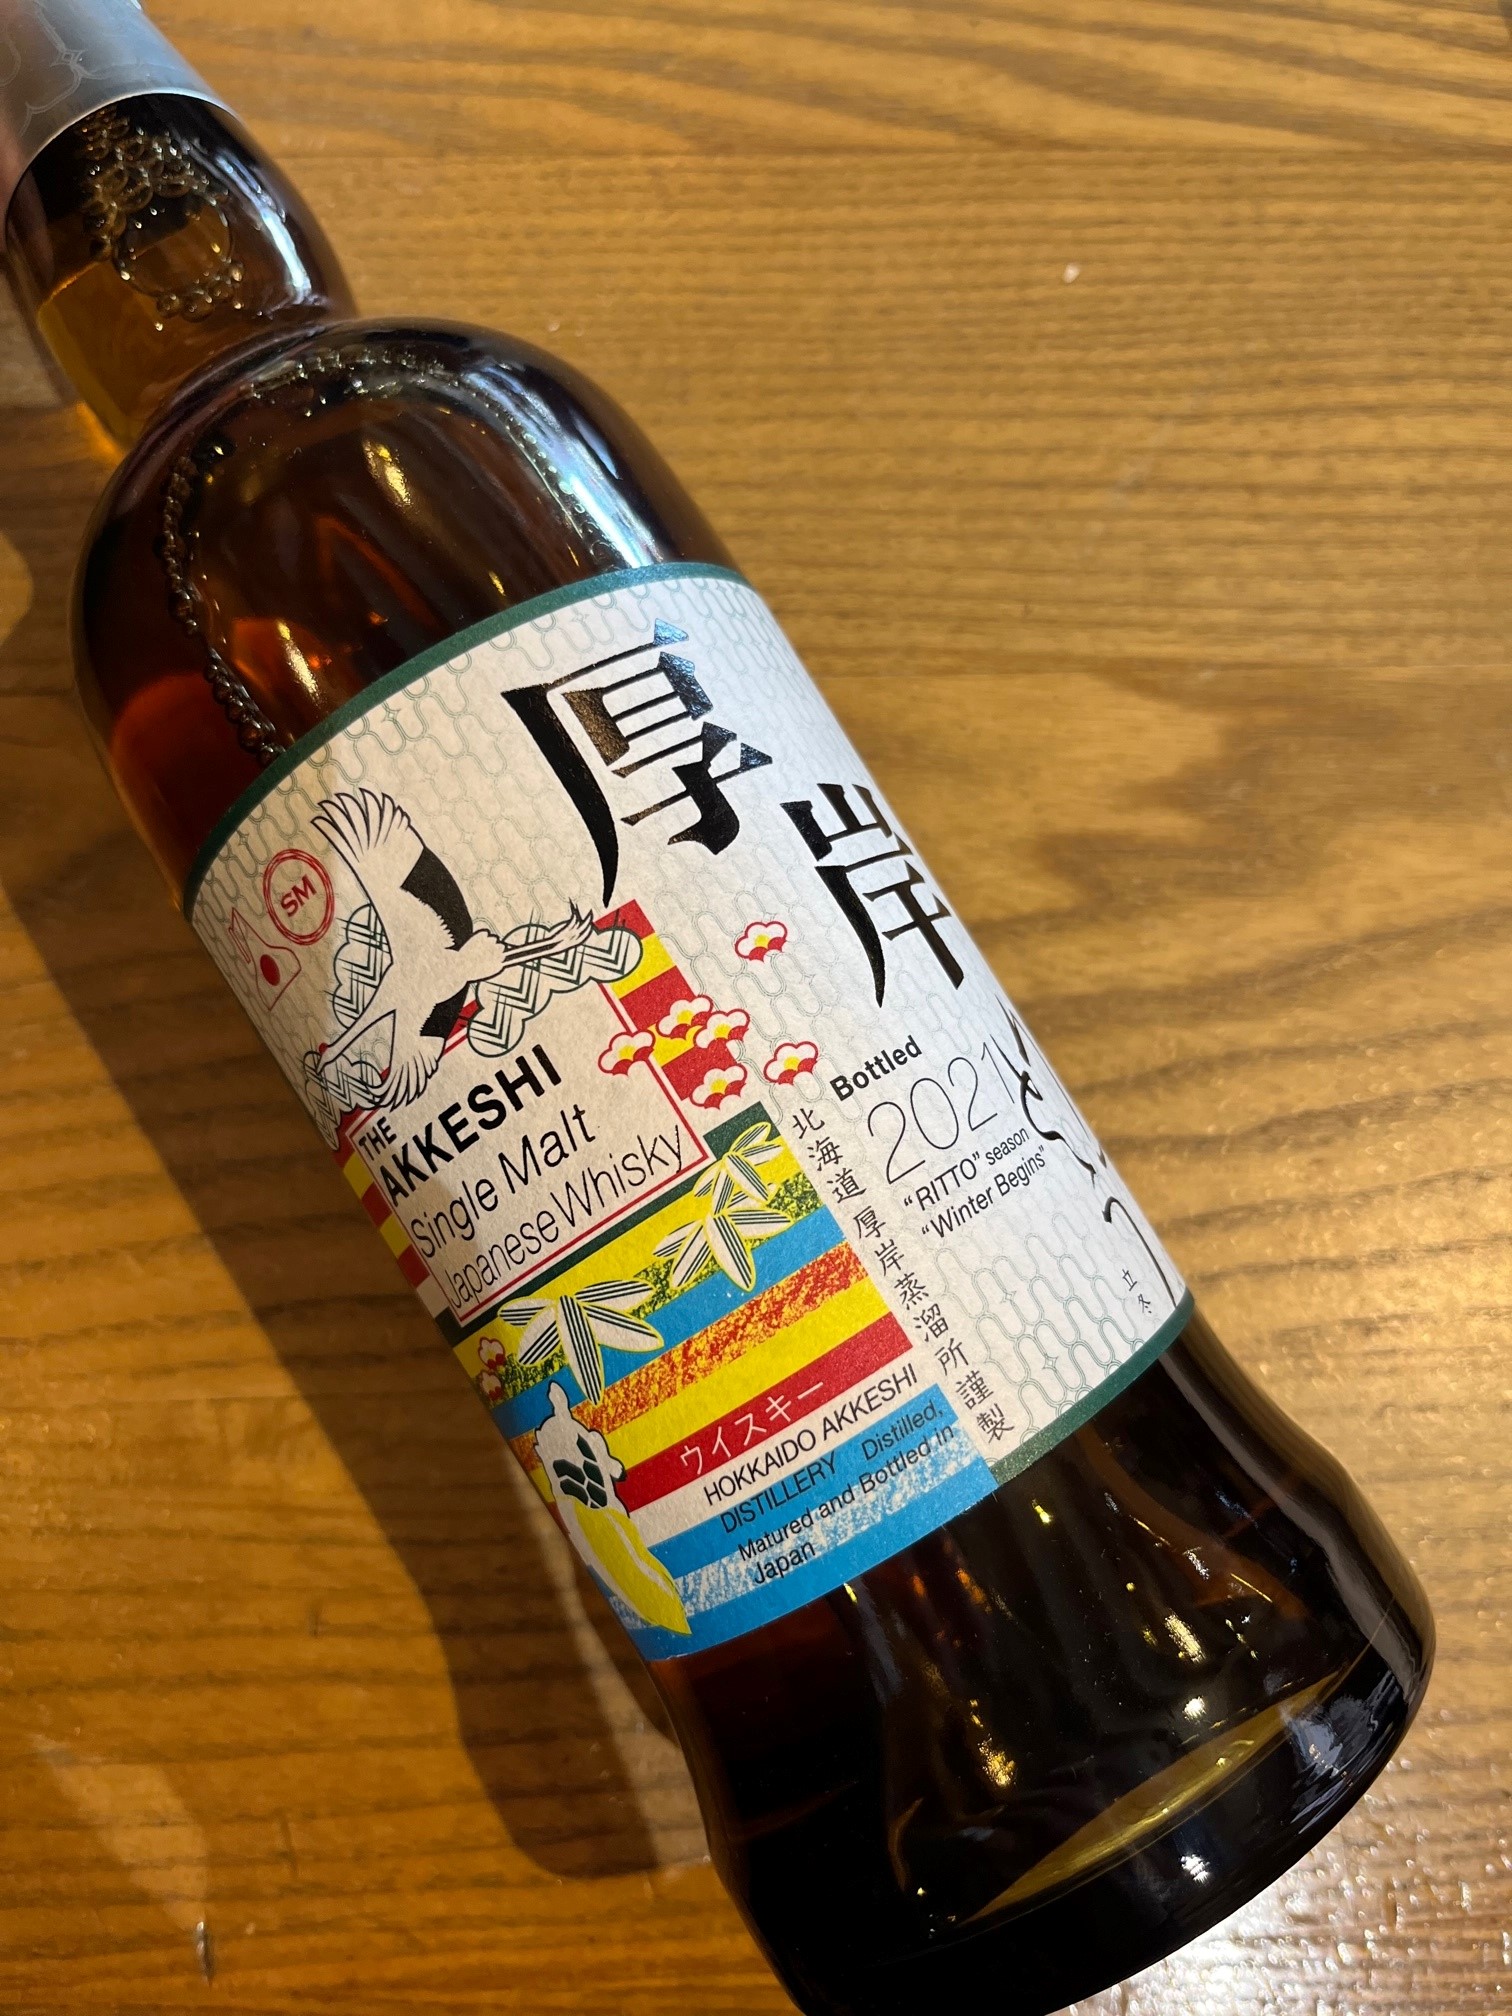 厚岸
SM
THE
AKKESHI
Single Malt
Japanese Whisky
Bottled
2021
"RITTO" season
"Winter Begins"
北海道 厚岸蒸溜所謹製
立冬
ウイスキー
HOKKAIDO AKKESHI
DISTILLERY Distilled,
Matured and Bottled in
Japan